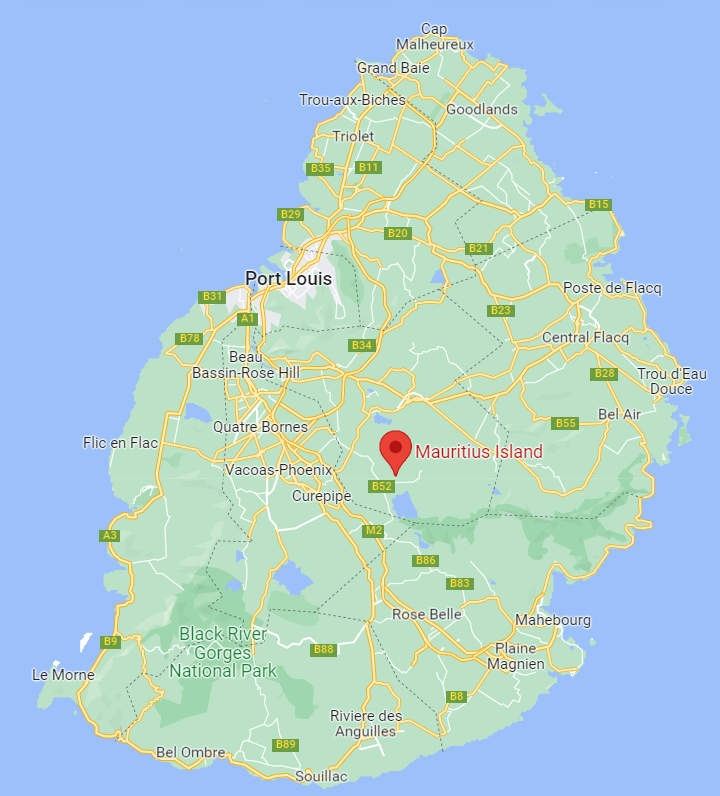 Cap
Malheureux
Grand Baie
Trou-aux-Biches
Goodlands
Triolet
B35
B11
B15
B29
B20
B21
Port Louis
Poste de Flacq
B31
B23
A1
B78
Central Flacq
B34
Beau
Bassin-Rose Hill
Trou d'Eau
Douce
B28
Bel Air
B55
Quatre Bornes
Flic en Flac
Mauritius Island
Vacoas-Phoenix
B52
Curepipe
M2
A3
B86
B83
Rose Belle
Mahebourg
Black River
Gorges
National Park
B9
B88
Plaine
Magnien
Le Morne
B8
Riviere des
Anguilles
B89
Bel Ombre
Souillac